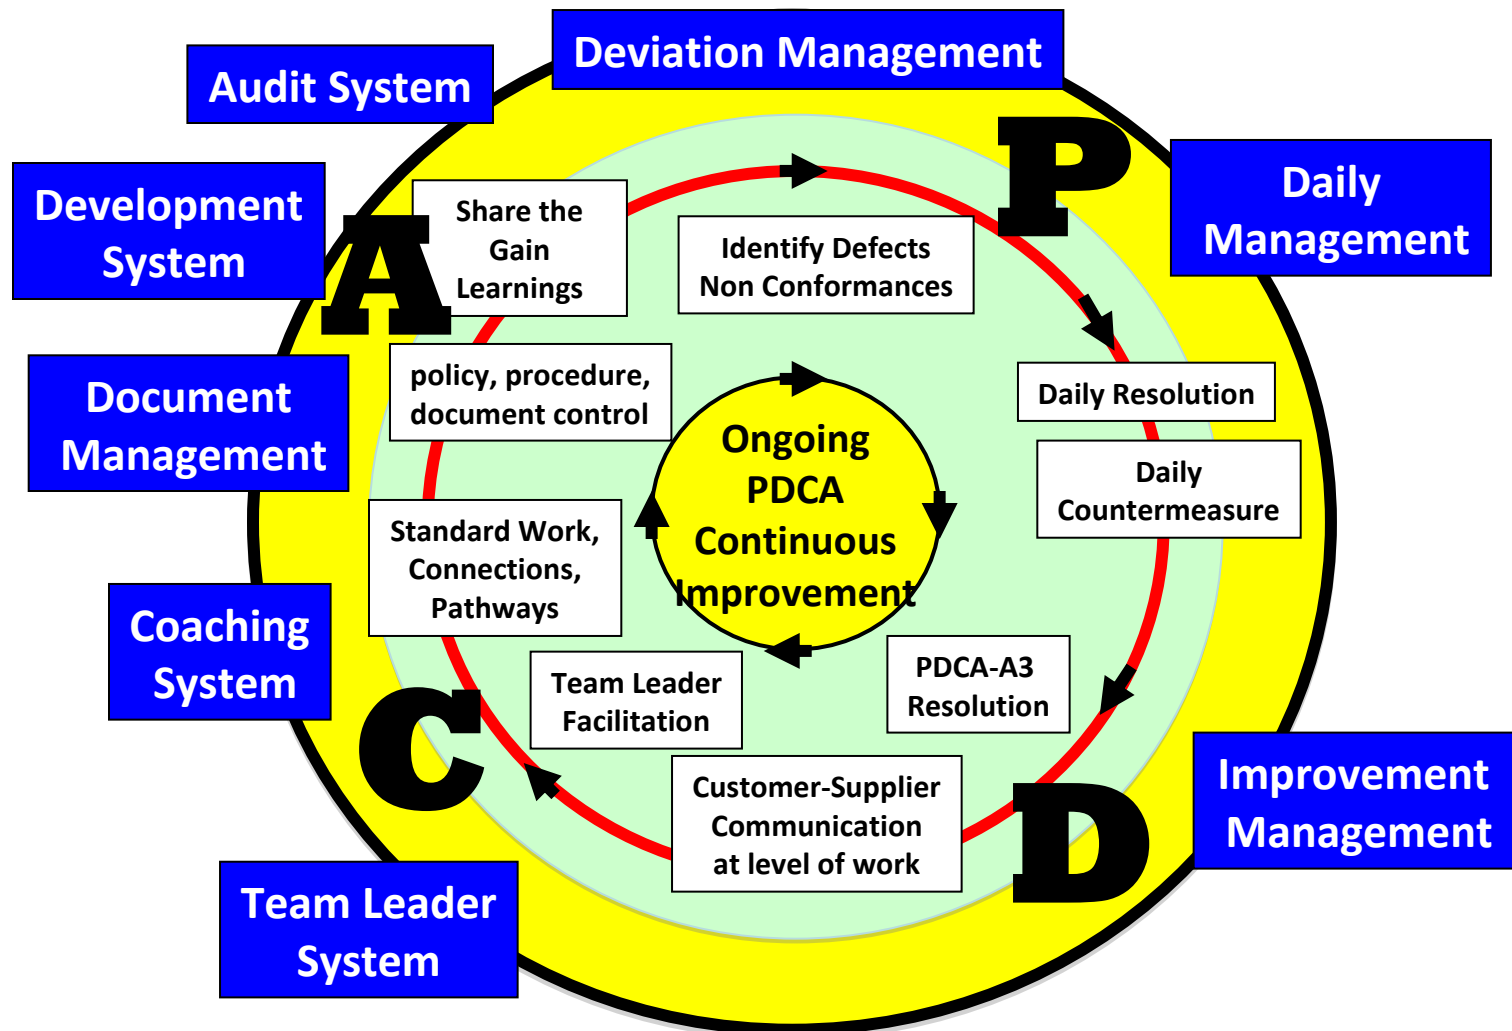 Deviation Management
Audit System
P
Daily
Management
Development
System
A
Share the
Gain
Learnings
Identify Defects
Non Conformances
Document
Management
policy, procedure,
document control
Daily Resolution
Ongoing
PDCA
Continuous
Improvement
Daily
Countermeasure
Standard Work,
Connections,
Pathways
Coaching
System
Team Leader
Facilitation
PDCA-A3
Resolution
C
Customer-Supplier
Communication
at level of work
D
Improvement
Management
Team Leader
System